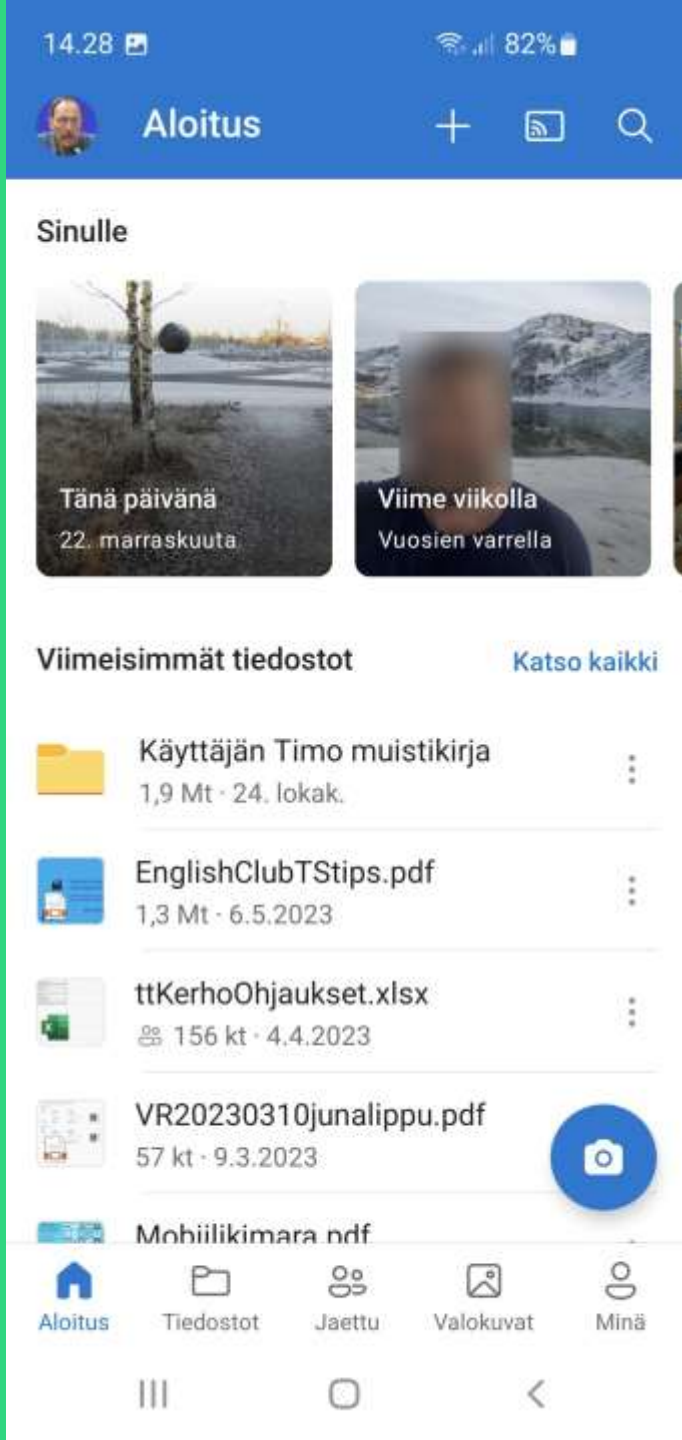 14.28
82%
Aloitus
Sinulle
Tänä päivänä
22. marraskuuta
Viime viikolla
Vuosien varrella
Viimeisimmät tiedostot
Katso kaikki
Käyttäjän Timo muistikirja
1,9 Mt · 24. lokak.
EnglishClubTStips.pdf
1,3 Mt · 6.5.2023
ttKerhoOhjaukset.xlsx
156 kt · 4.4.2023
VR20230310junalippu.pdf
57 kt · 9.3.2023
Mobiilikimara.pdf
Aloitus
Tiedostot
Jaettu
Valokuvat
Minä